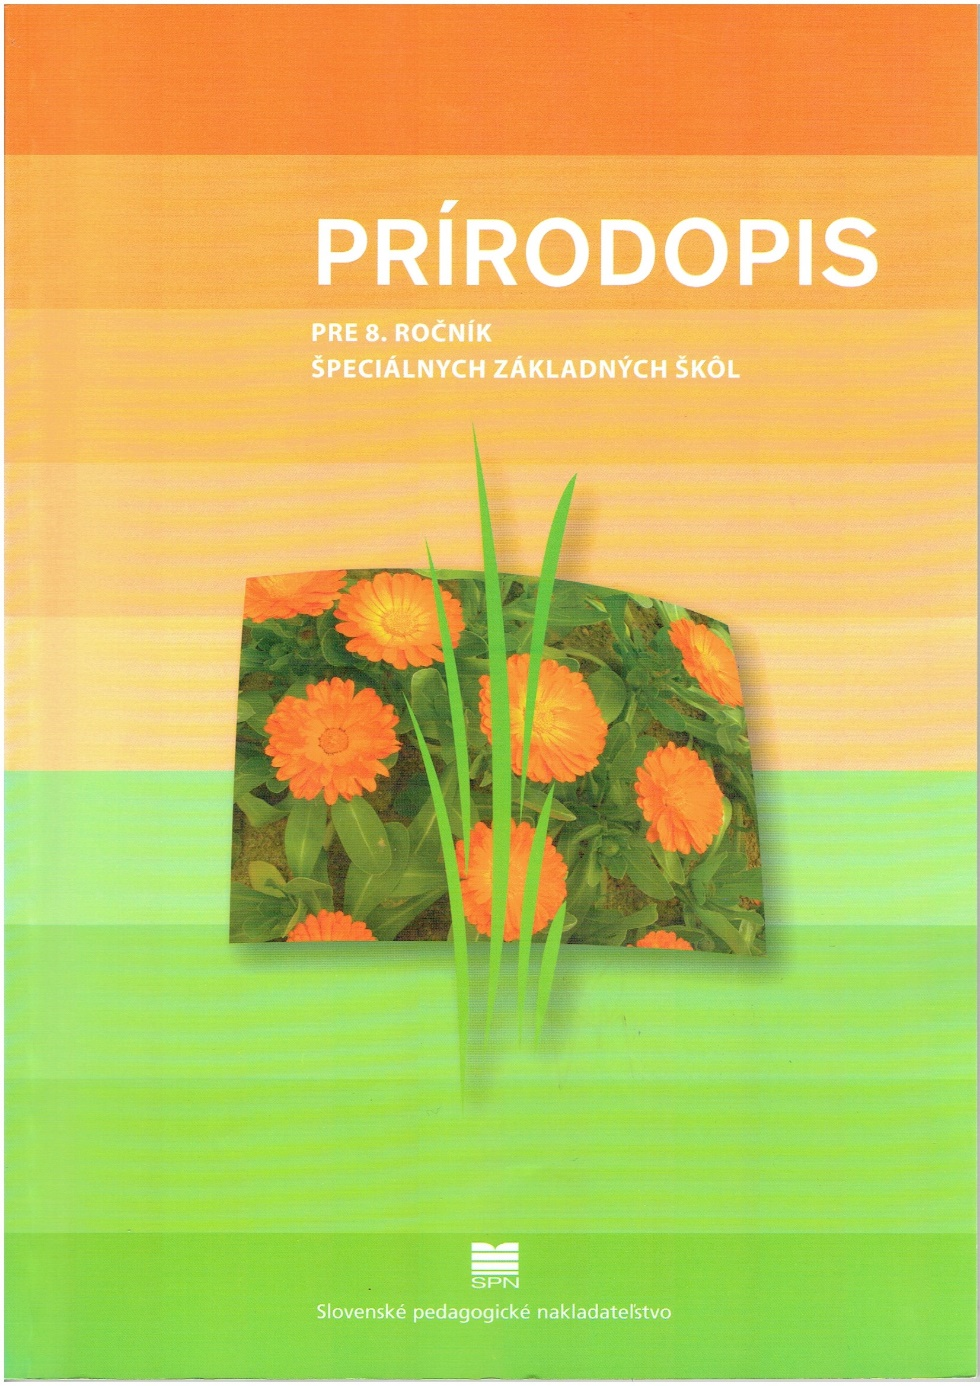 PRÍRODOPIS
PRE 8. ROČNÍK
ŠPECIÁLNYCH ZÁKLADNÝCH ŠKÔL
SPN
Slovenské pedagogické nakladateľstvo